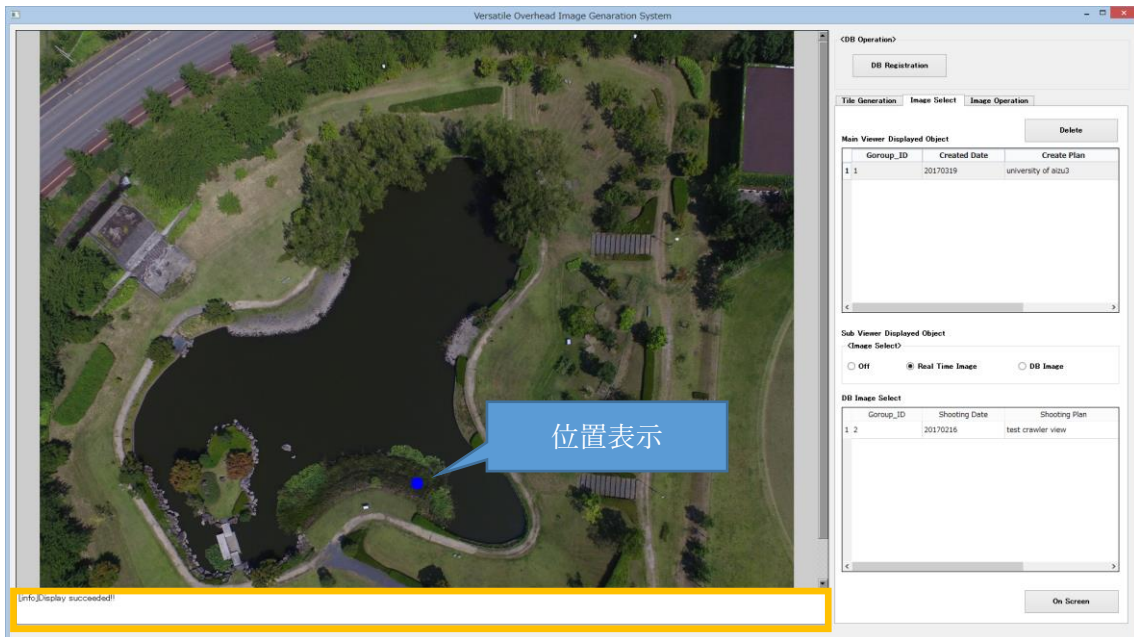 Versatile Overhead Image Genaration System
<DB Operation>
DB Registration
Tile Generation Image Select Image Operation
Delete
Main Viewer Displayed Object
Goroup_ID Created Date Create Plan
1 1 20170319 university of aizu3
Sub Viewer Displayed Object
<Image Select>
Off Real Time Image DB Image
DB Image Select
Goroup_ID Shooting Date Shooting Plan
1 2 20170216 test crawler view
位置表示
On Screen
[info]Display succeeded!!